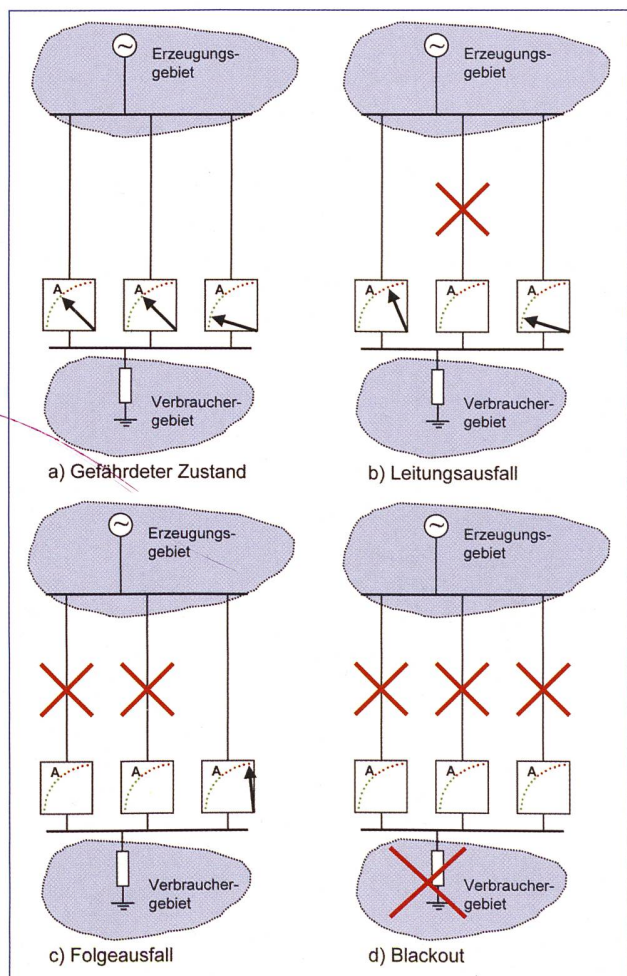 ~
Erzeugungs-
gebiet
A
A
A
Verbraucher-
gebiet
a) Gefährdeter Zustand
~
Erzeugungs-
gebiet
A
A
A
Verbraucher-
gebiet
b) Leitungsausfall
~
Erzeugungs-
gebiet
A
A
A
Verbraucher-
gebiet
c) Folgeausfall
~
Erzeugungs-
gebiet
A
A
A
Verbraucher-
gebiet
d) Blackout